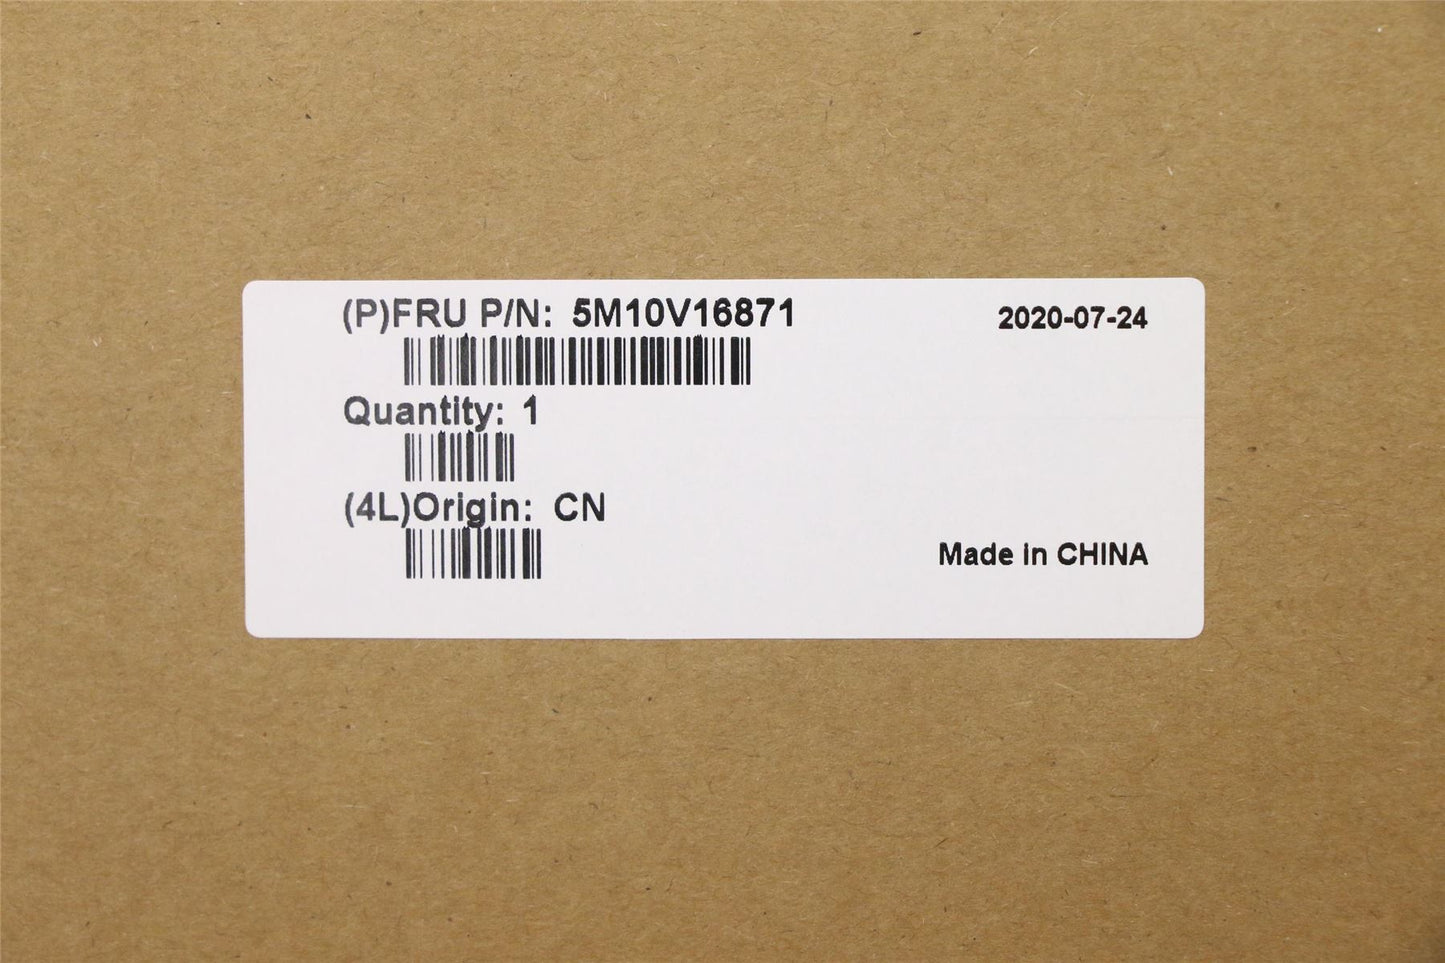 (P)FRU P/N: 5M10V16871
2020-07-24
Quantity: 1
(4L)Origin: CN
Made in CHINA